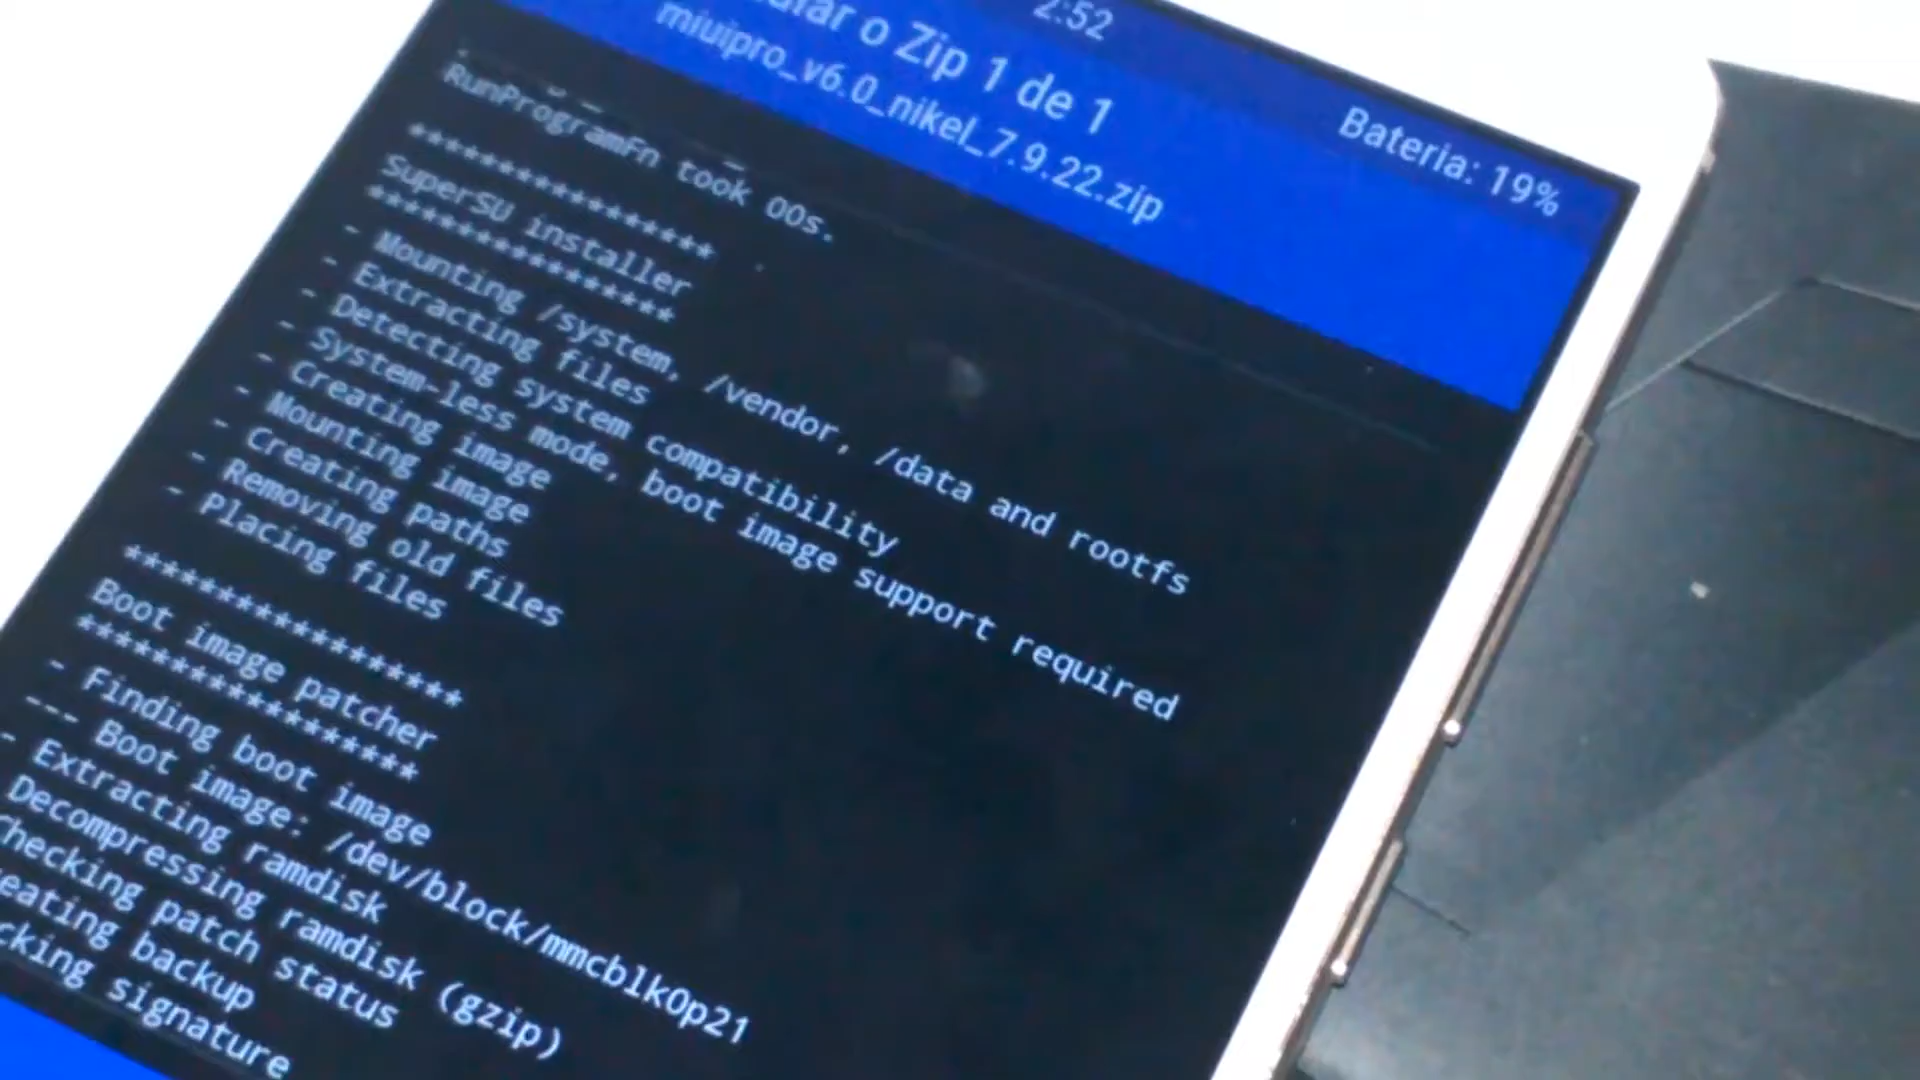 2:52
o Zip 1 de 1
miuipro_v6.0_nikel_7.9.22.zip
Bateria: 19%
RunProgramFn took 00s.
****************
SuperSU installer
****************
- Mounting /system, /vendor, /data and rootfs
- Extracting files
- Detecting system compatibility
- System-less mode, boot image support required
- Creating image
- Mounting image
- Creating paths
- Removing old files
- Placing files
******************
Boot image patcher
******************
- Finding boot image
--- Boot image: /dev/block/mmcblk0p21
- Extracting ramdisk
Decompressing ramdisk (gzip)
hecking patch status
eating backup
cking signature